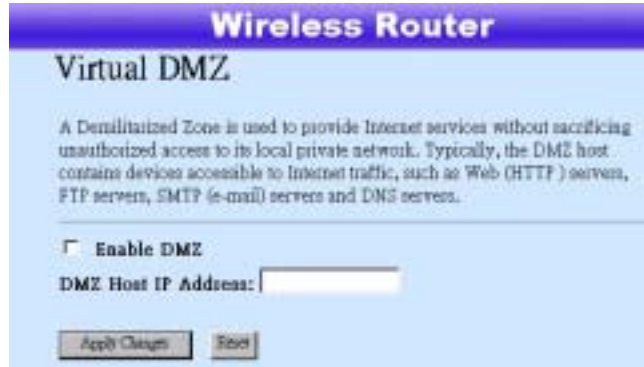 Wireless Router
Virtual DMZ
A Demilitarized Zone is used to provide Internet services without sacrificing
unauthorized access to its local private network. Typically, the DMZ host
contains devices accessible to Internet traffic, such as Web (HTTP ) servers,
FTP servers, SMTP (e-mail) servers and DNS servers.
Enable DMZ
DMZ Host IP Address:
Apply Changes Reset